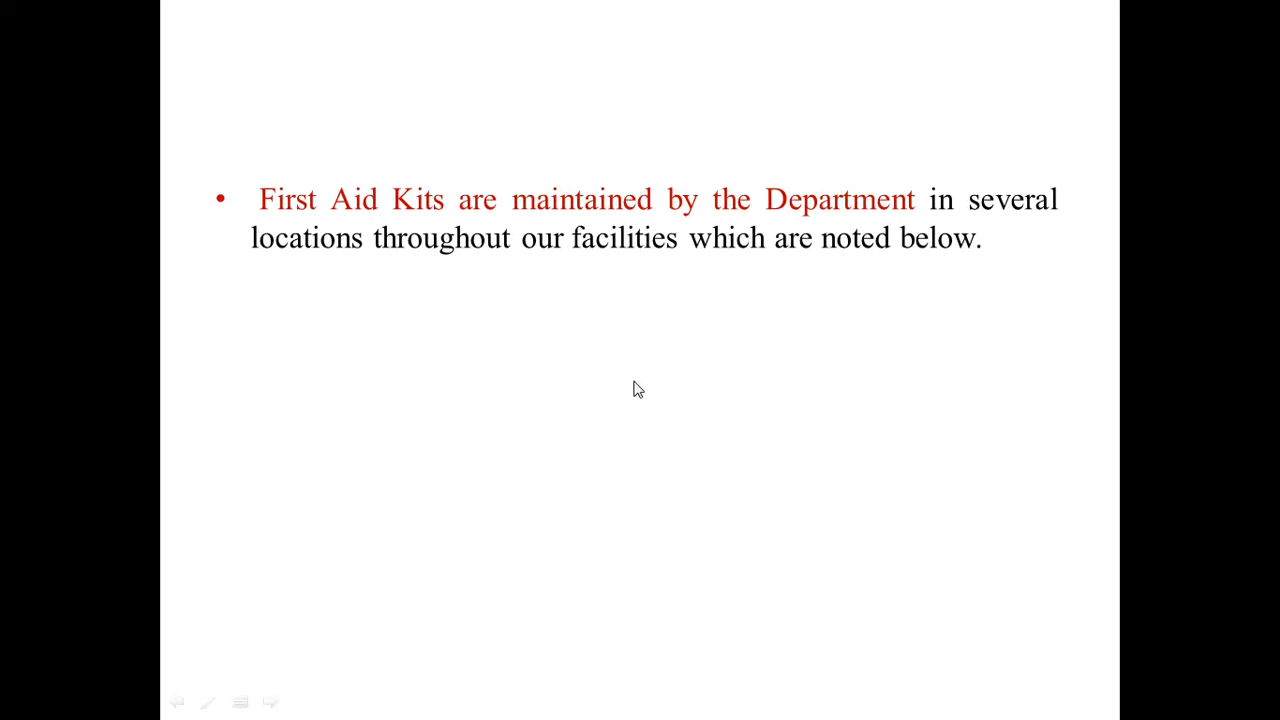 • First Aid Kits are maintained by the Department in several
locations throughout our facilities which are noted below.